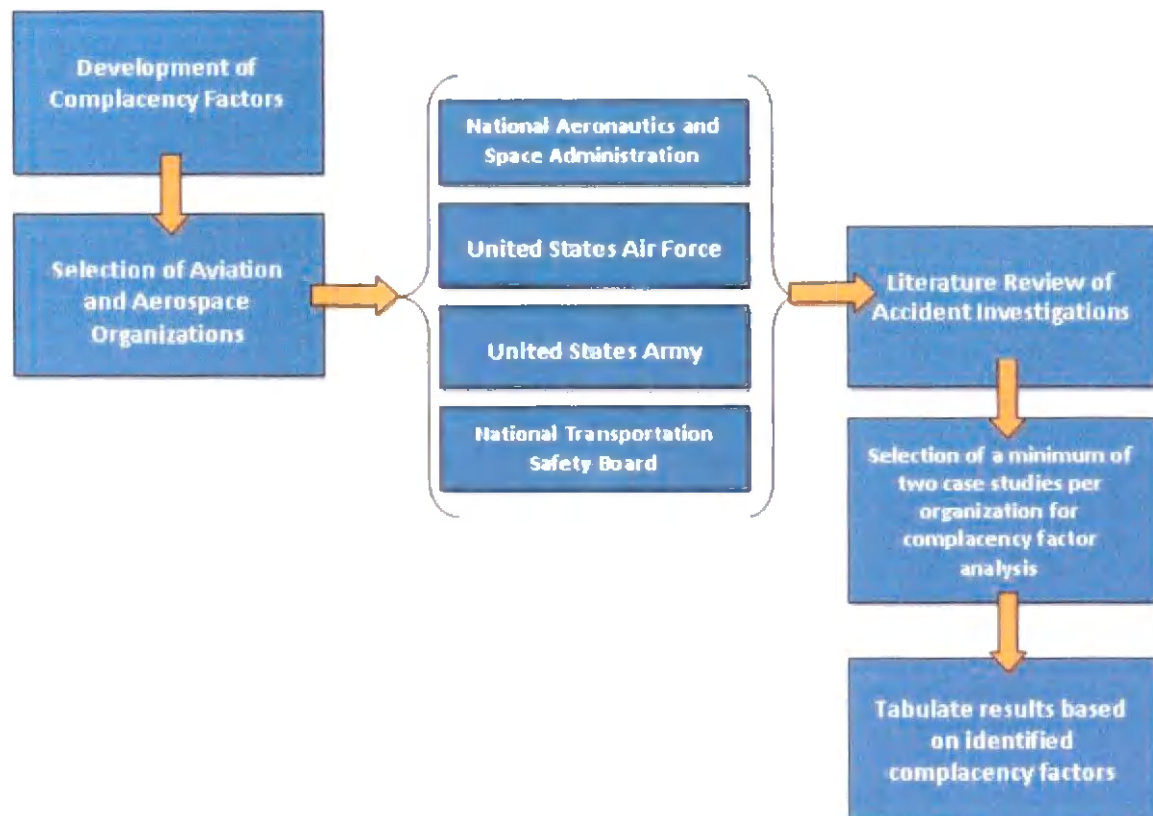 Development of
Complacency Factors
Selection of Aviation
and Aerospace
Organizations
National Aeronautics and
Space Administration
United States Air Force
United States Army
National Transportation
Safety Board
Literature Review of
Accident Investigations
Selection of a minimum of
two case studies per
organization for
complacency factor
analysis
Tabulate results based
on identified
complacency factors